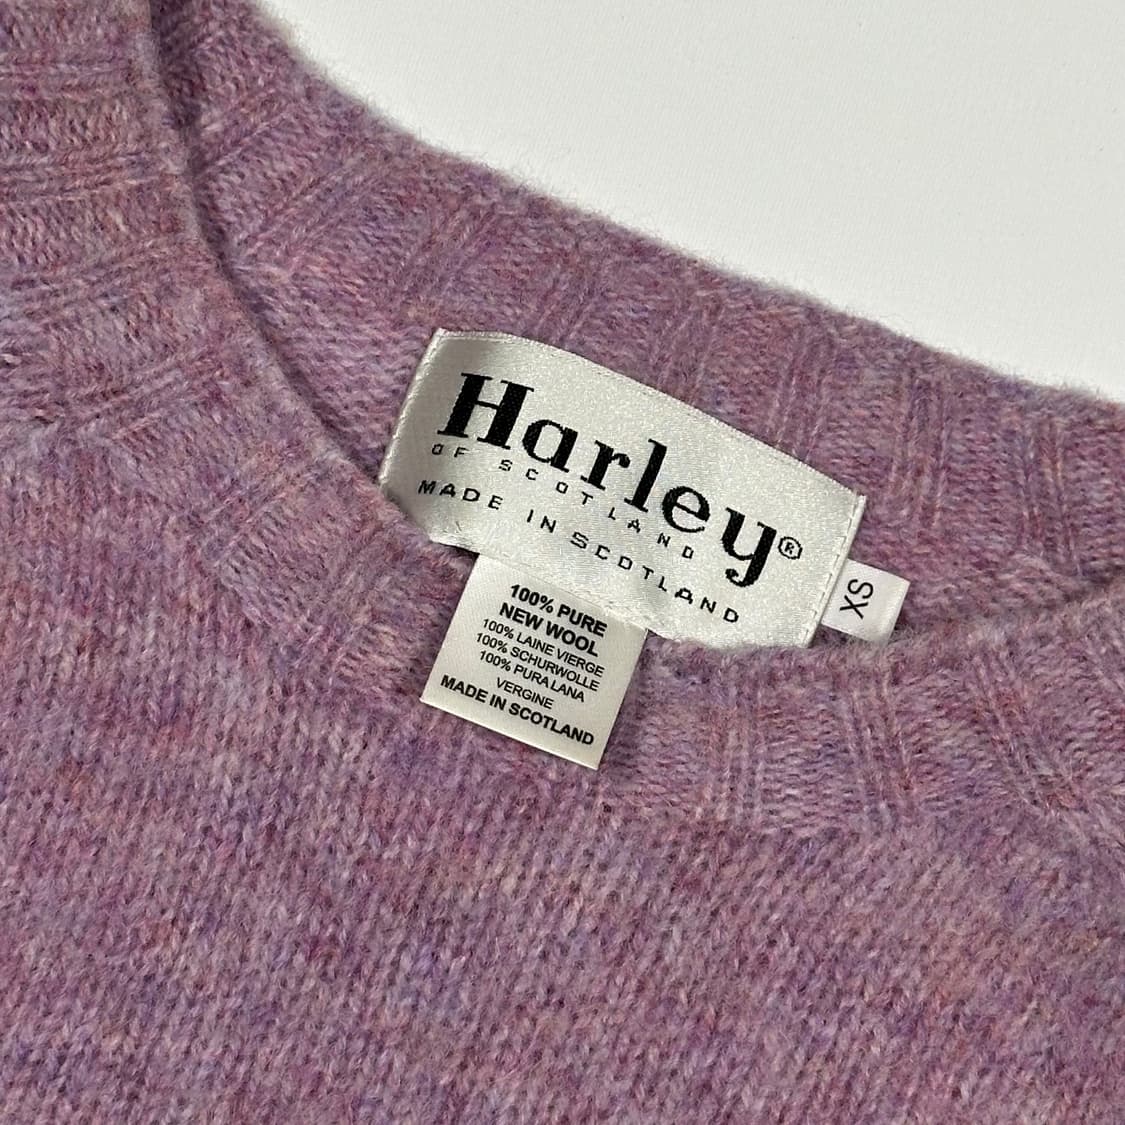 Harley®
OF SCOTLAND
MADE IN SCOTLAND
XS
100% PURE
NEW WOOL
100% LAINE VIERGE
100% SCHURWOLLE
100% PURA LANA
VERGINE
MADE IN SCOTLAND